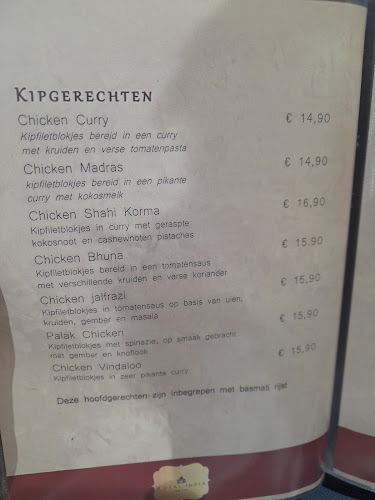 KIPGERECHTEN
Chicken Curry € 14,90
Kipfiletblokjes bereid in een curry
met kruiden en verse tomatenpasta
Chicken Madras € 14,90
kipfiletblokjes bereid in een pikante
curry met kokosmelk
Chicken Shahi Korma € 16,90
Kipfiletblokjes in curry met geraspte
kokosnoot en cashewnoten pistaches
Chicken Bhuna € 15,90
Kipfiletblokjes bereid in een tomatensaus
met verschillende kruiden en verse koriander
Chicken jalfrazi € 15,90
Kipfiletblokjes in tomatensaus op basis van uien,
kruiden, gember en masala
Palak Chicken € 15,90
Kipfiletblokjes met spinazie, op smaak gebracht
met gember en knoflook
Chicken Vindaloo € 15,90
Kipfiletblokjes in zeer pikante curry
Deze hoofdgerechten zijn inbegrepen met basmati rijst
ROYAL INDIA